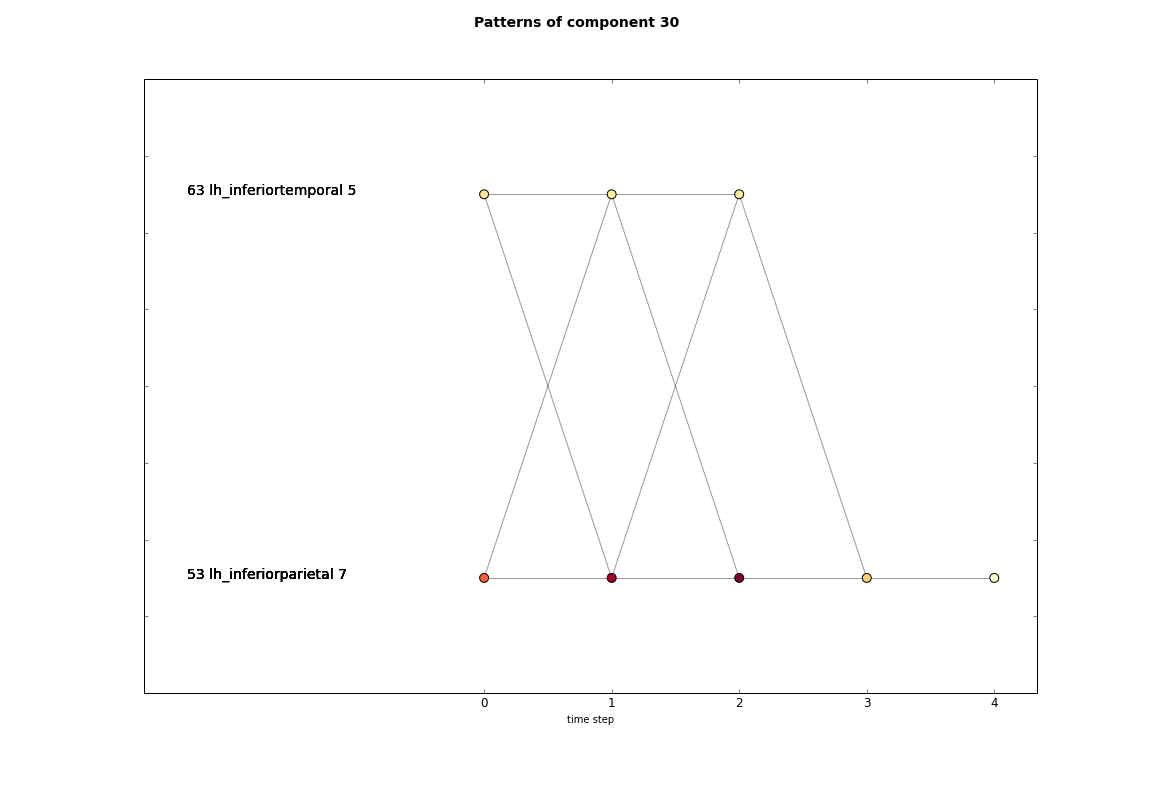 Patterns of component 30
63 lh_inferiortemporal 5
53 lh_inferiorparietal 7
0 1 2 3 4
time step